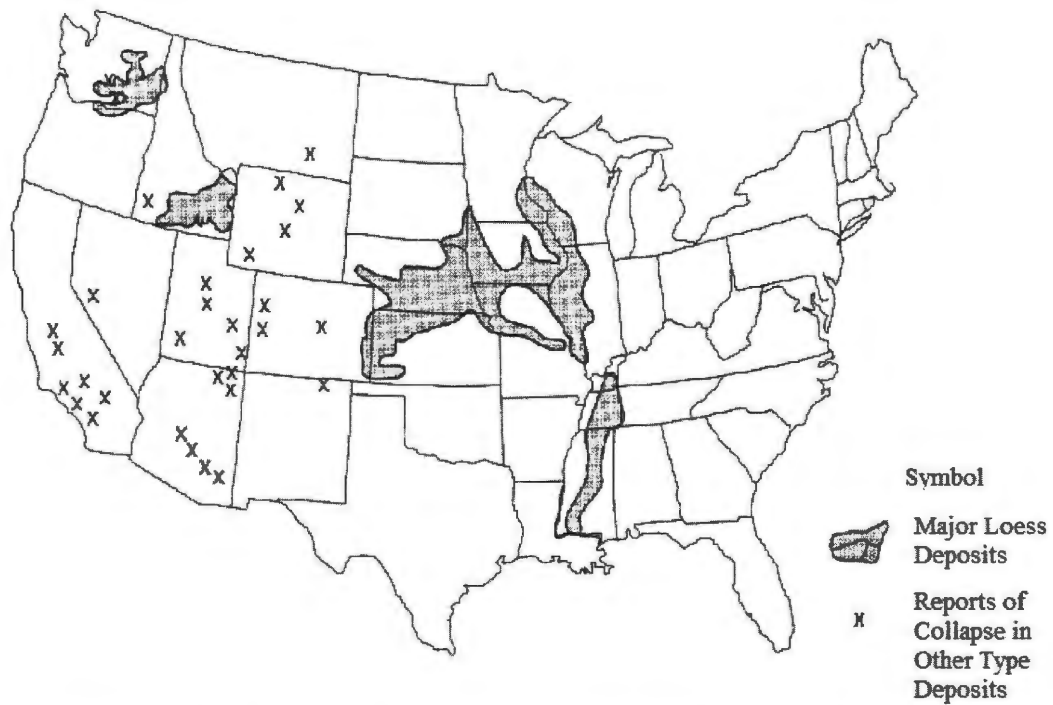 Symbol
Major Loess
Deposits
Reports of
Collapse in
Other Type
Deposits